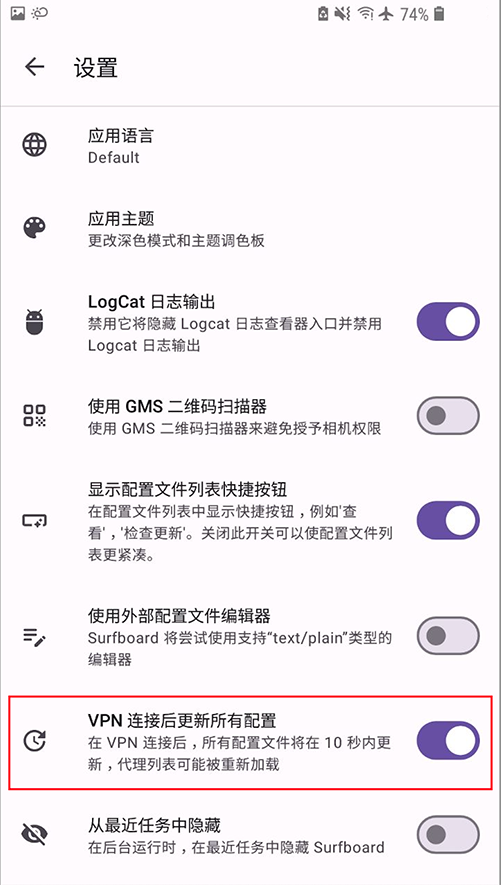 74%
设置
应用语言
Default
应用主题
更改深色模式和主题调色板
LogCat 日志输出
禁用它将隐藏 Logcat 日志查看器入口并禁用
Logcat 日志输出
使用 GMS 二维码扫描器
使用 GMS 二维码扫描器来避免授予相机权限
显示配置文件列表快捷按钮
在配置文件列表中显示快捷按钮，例如'查
看'，'检查更新'。关闭此开关可以使配置文件列
表更紧凑。
使用外部配置文件编辑器
Surfboard 将尝试使用支持“text/plain”类型的
编辑器
VPN 连接后更新所有配置
在 VPN 连接后，所有配置文件将在 10 秒内更
新，代理列表可能被重新加载
从最近任务中隐藏
在后台运行时，在最近任务中隐藏 Surfboard